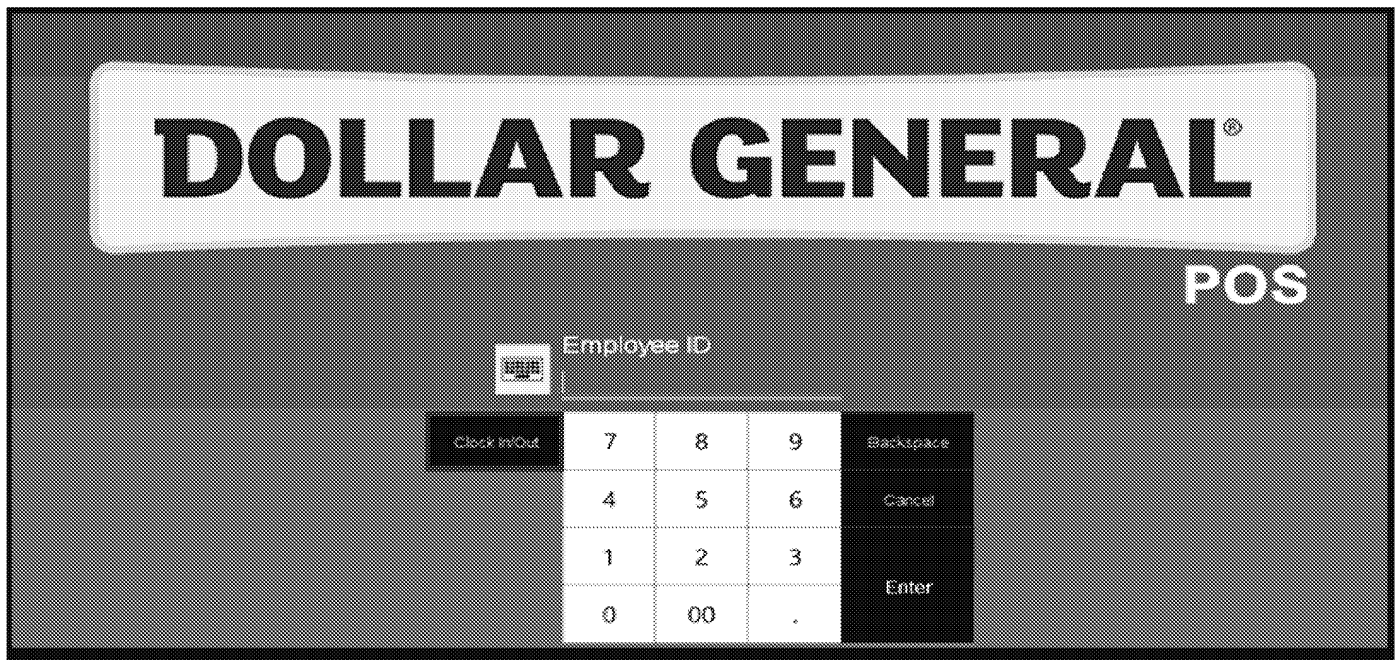 DOLLAR GENERAL®
POS
Employee ID
Clock In/Out 7 8 9 Backspace
4 5 6 Cancel
1 2 3
Enter
0 00 .